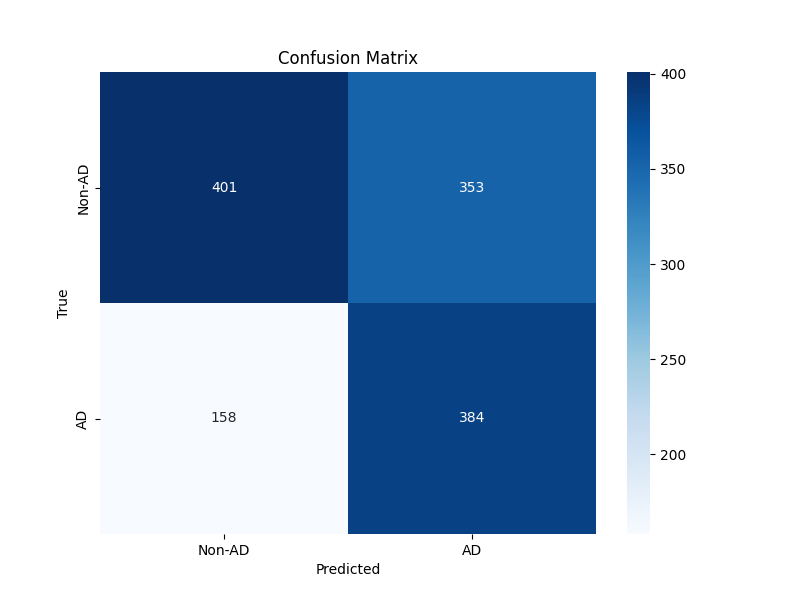 Confusion Matrix
Non-AD
401
353
AD
158
384
True
Non-AD
AD
Predicted
400
350
300
250
200